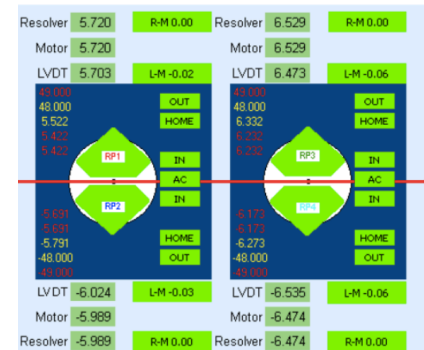 Resolver 5.720 R-M 0.00 Resolver 6.529 R-M 0.00
Motor 5.720 Motor 6.529
LVDT 5.703 L-M -0.02 LVDT 6.473 L-M -0.06
49.000 49.000
48.000 OUT 48.000 OUT
5.522 HOME 6.332 HOME
5.422 6.232
5.422 RP1 IN 6.232 RP3 IN
AC AC
-5.691 RP2 IN -6.173 RP4 IN
-5.691 -6.173
-5.791 HOME -6.273 HOME
-48.000 OUT -48.000 OUT
-49.000 -49.000
LVDT -6.024 L-M -0.03 LVDT -6.535 L-M -0.06
Motor -5.989 Motor -6.474
Resolver -5.989 R-M 0.00 Resolver -6.474 R-M 0.00